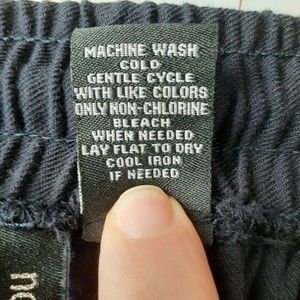 MACHINE WASH
COLD
GENTLE CYCLE
WITH LIKE COLORS
ONLY NON-CHLORINE
BLEACH
WHEN NEEDED
LAY FLAT TO DRY
COOL IRON
IF NEEDED